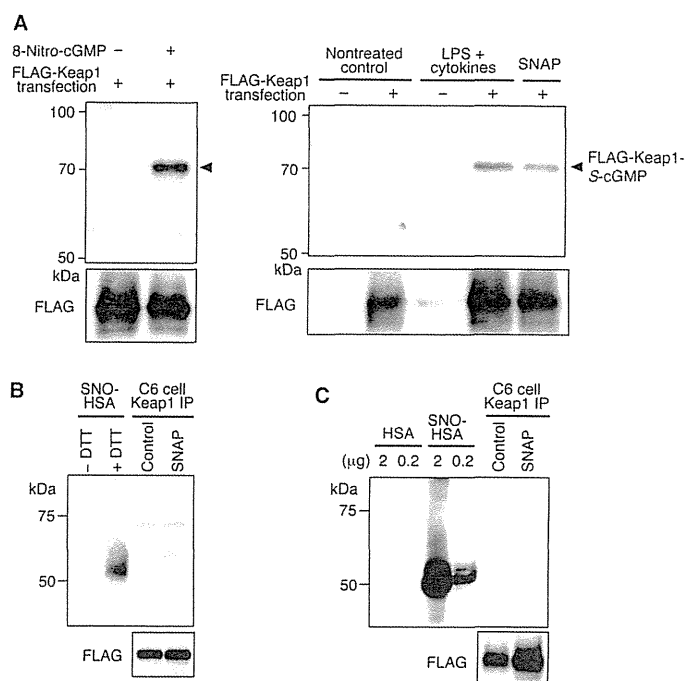 A
8-Nitro-cGMP − +
FLAG-Keap1
transfection + +
100
70
50
kDa
FLAG
Nontreated
control
LPS +
cytokines
SNAP
FLAG-Keap1
transfection − + − + +
100
70
50
kDa
FLAG
FLAG-Keap1-
S-cGMP
B
SNO-
HSA
C6 cell
Keap1 IP
− DTT
+ DTT
Control
SNAP
kDa
75
50
FLAG
C
HSA
SNO-
HSA
C6 cell
Keap1 IP
(μg) 2 0.2 2 0.2
Control
SNAP
kDa
75
50
FLAG